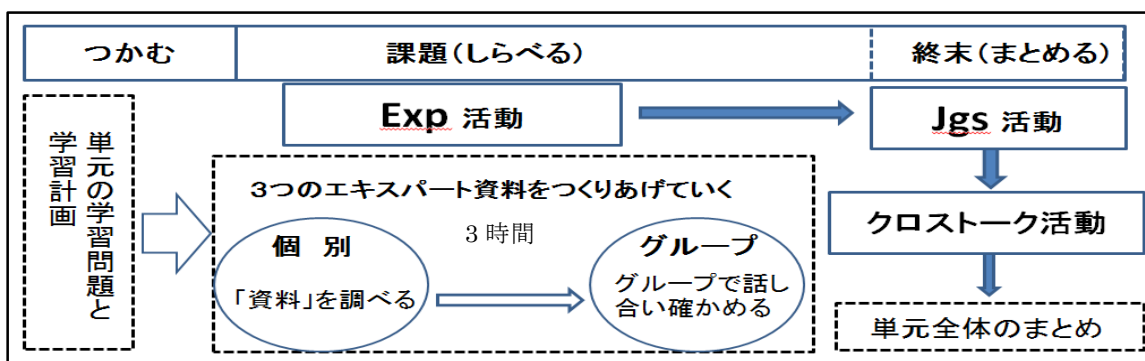 つかむ
課題(しらべる)
終末(まとめる)
単元の学習問題と
学習計画
Exp 活動
3つのエキスパート資料をつくりあげていく
3時間
個 別
「資料」を調べる
グループ
グループで話し
合い確かめる
Jgs 活動
クロストーク活動
単元全体のまとめ